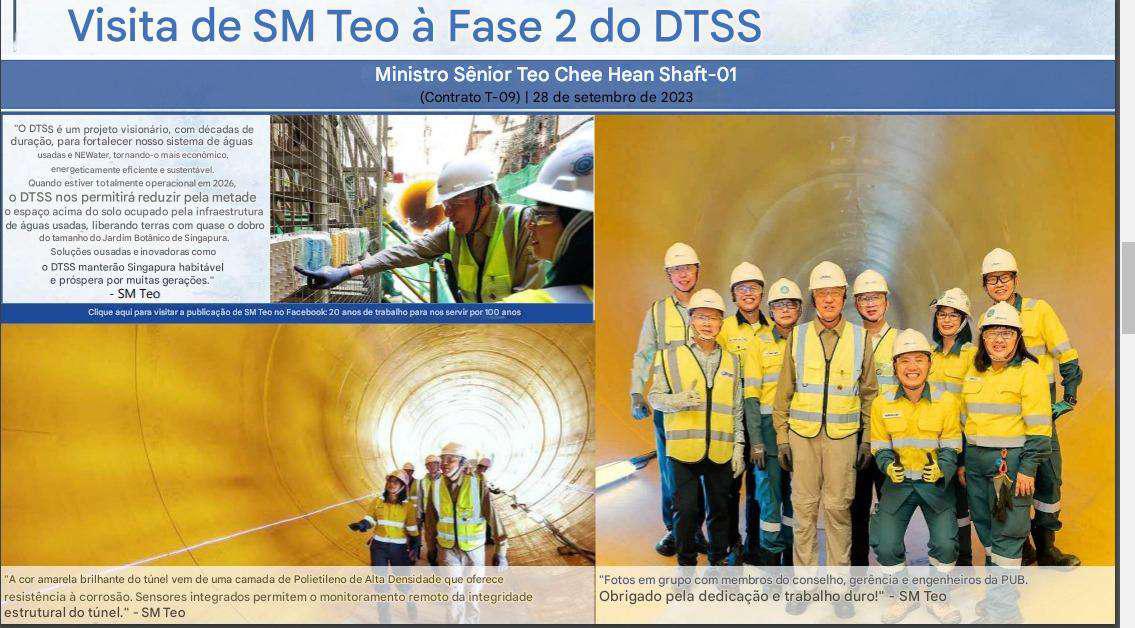 Visita de SM Teo à Fase 2 do DTSS
Ministro Sênior Teo Chee Hean Shaft-01
(Contrato T-09) | 28 de setembro de 2023
"O DTSS é um projeto visionário, com décadas de
duração, para fortalecer nosso sistema de águas
usadas e NEWater, tornando-o mais econômico,
energeticamente eficiente e sustentável.
Quando estiver totalmente operacional em 2026,
o DTSS nos permitirá reduzir pela metade
o espaço acima do solo ocupado pela infraestrutura
de águas usadas, liberando terras com quase o dobro
do tamanho do Jardim Botânico de Singapura.
Soluções ousadas e inovadoras como
o DTSS manterão Singapura habitável
e próspera por muitas gerações."
- SM Teo
Clique aqui para visitar a publicação de SM Teo no Facebook: 20 anos de trabalho para nos servir por 100 anos
"A cor amarela brilhante do túnel vem de uma camada de Polietileno de Alta Densidade que oferece
resistência à corrosão. Sensores integrados permitem o monitoramento remoto da integridade
estrutural do túnel." - SM Teo
"Fotos em grupo com membros do conselho, gerência e engenheiros da PUB.
Obrigado pela dedicação e trabalho duro!" - SM Teo